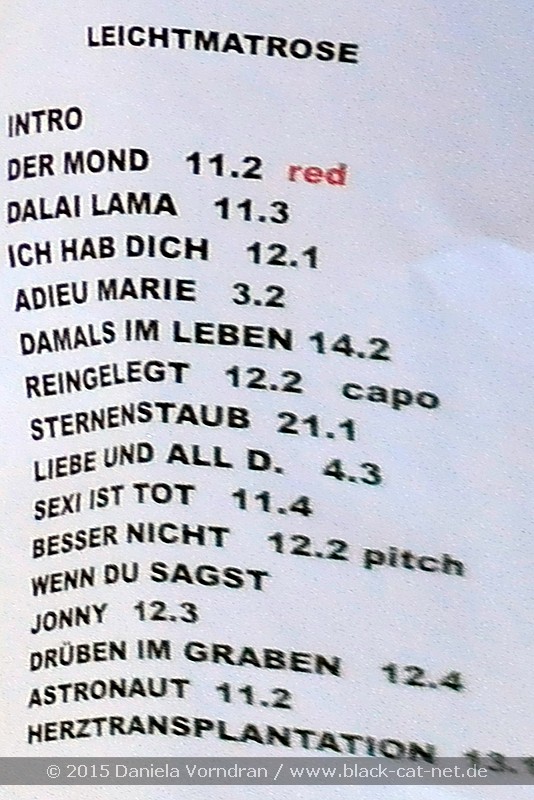 LEICHTMATROSE
INTRO
DER MOND 11.2 red
DALAI LAMA 11.3
ICH HAB DICH 12.1
ADIEU MARIE 3.2
DAMALS IM LEBEN 14.2
REINGELEGT 12.2 capo
STERNENSTAUB 21.1
LIEBE UND ALL D. 4.3
SEXI IST TOT 11.4
BESSER NICHT 12.2 pitch
WENN DU SAGST
JONNY 12.3
DRÜBEN IM GRABEN 12.4
ASTRONAUT 11.2
HERZTRANSPLANTATION 13.1
© 2015 Daniela Vorndran / www.black-cat-net.de